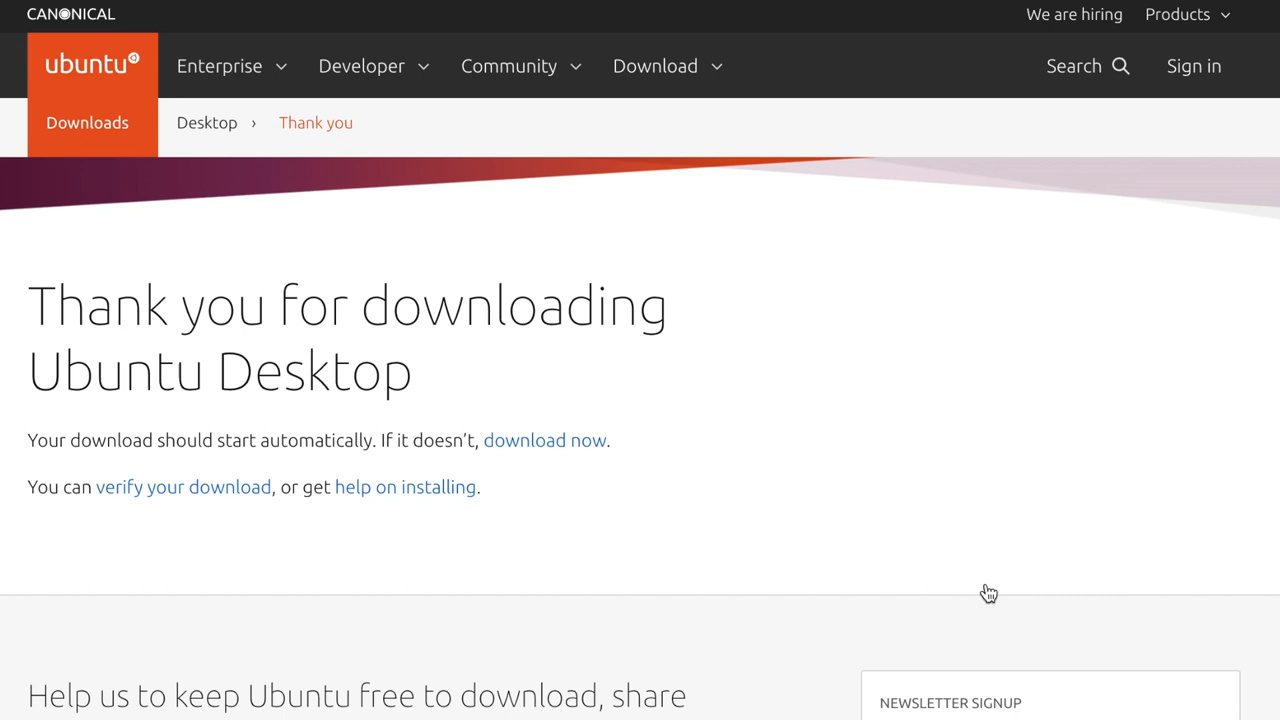 CANONICAL
We are hiring Products
ubuntu Enterprise Developer Community Download Search Sign in
Downloads Desktop › Thank you
Thank you for downloading
Ubuntu Desktop
Your download should start automatically. If it doesn’t, download now.
You can verify your download, or get help on installing.
Help us to keep Ubuntu free to download, share
NEWSLETTER SIGNUP